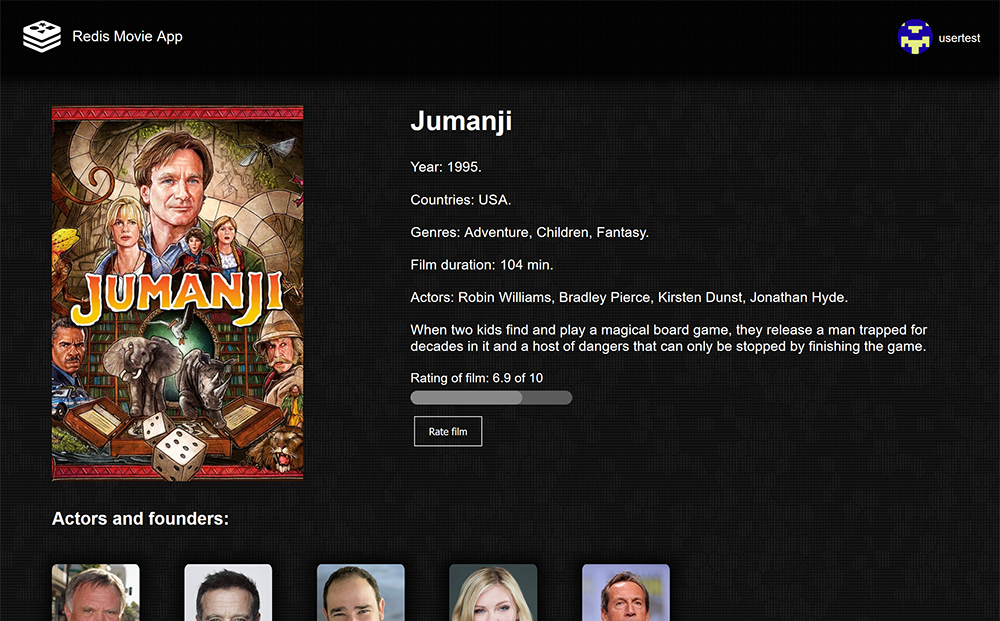 Redis Movie App
usertest
JUMANJI
Jumanji
Year: 1995.
Countries: USA.
Genres: Adventure, Children, Fantasy.
Film duration: 104 min.
Actors: Robin Williams, Bradley Pierce, Kirsten Dunst, Jonathan Hyde.
When two kids find and play a magical board game, they release a man trapped for
decades in it and a host of dangers that can only be stopped by finishing the game.
Rating of film: 6.9 of 10
Rate film
Actors and founders: